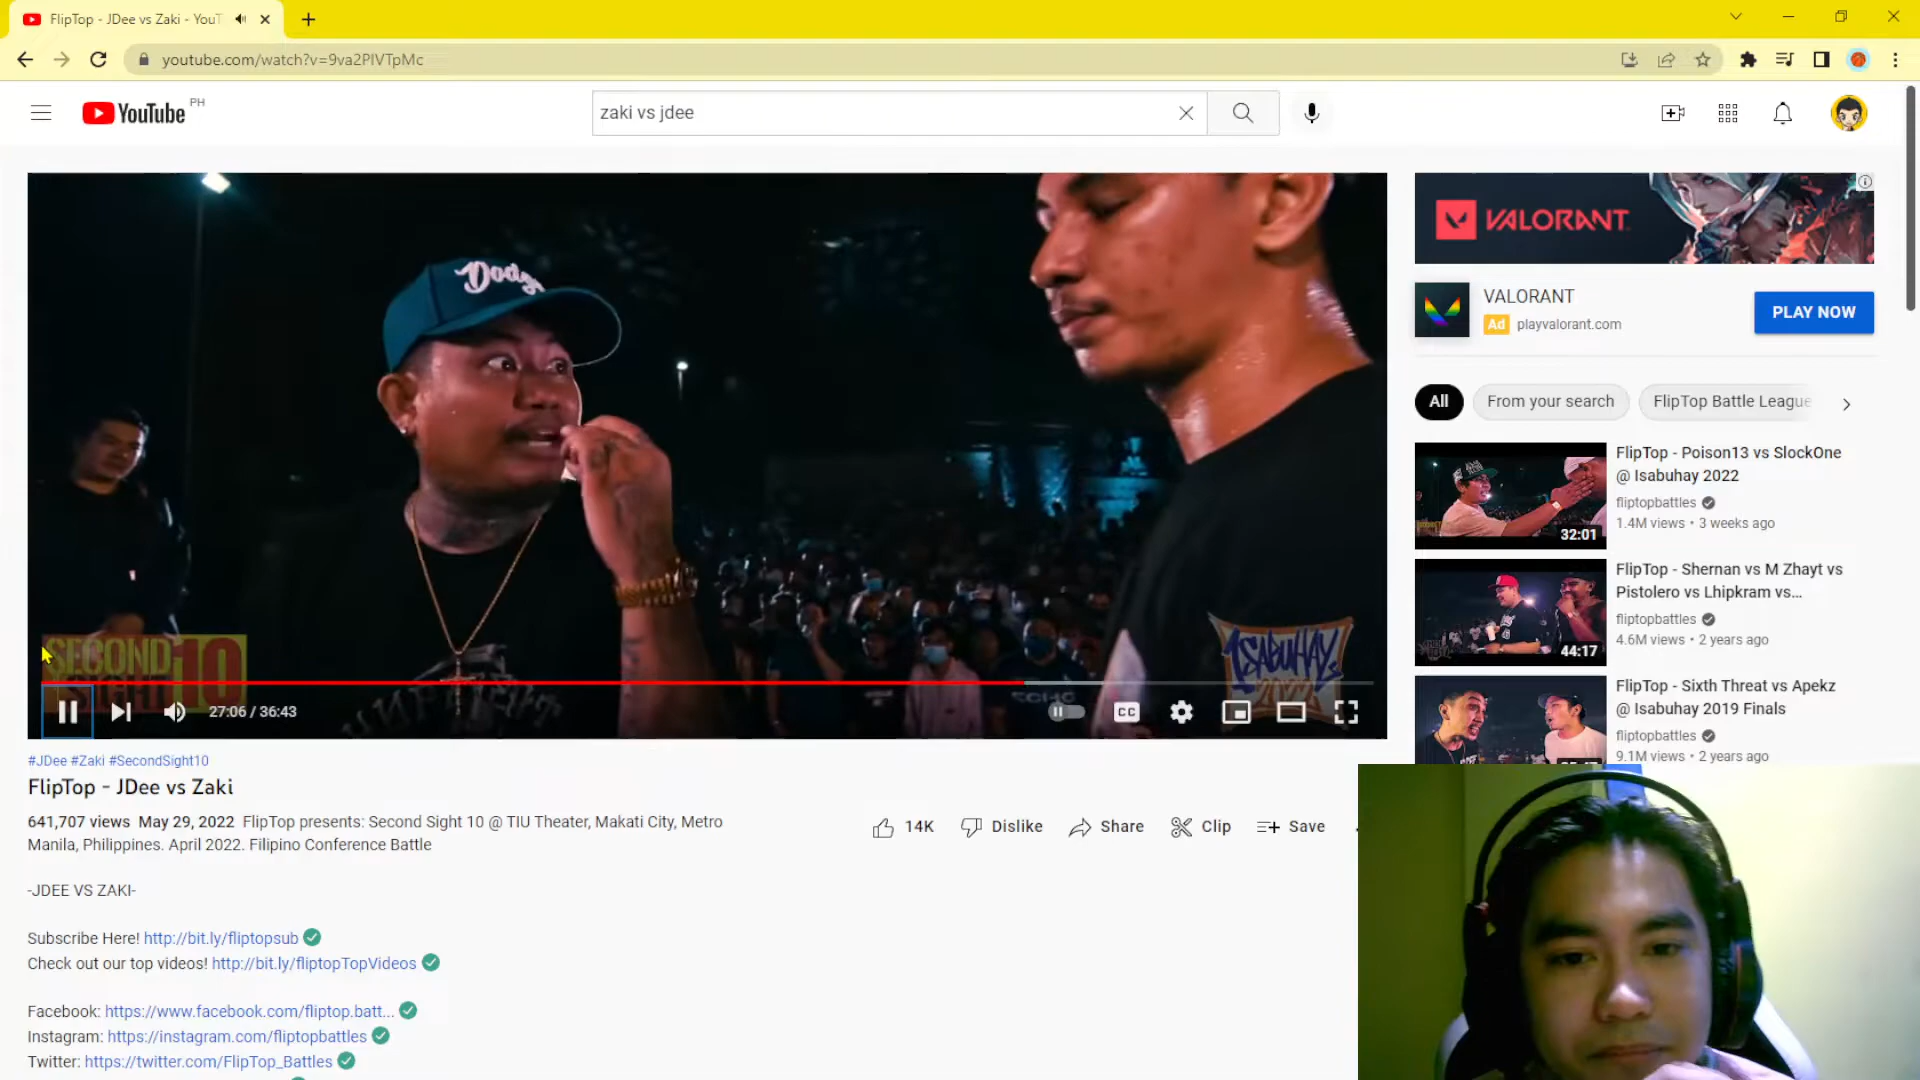 FlipTop - JDee vs Zaki - YouT
youtube.com/watch?v=9va2PlVTpMc
YouTube PH
zaki vs jdee
Dodg
SECOND
SIGHT 10
ISABUHAY
2022
27:06 / 36:43
CC
#JDee #Zaki #SecondSight10
FlipTop - JDee vs Zaki
641,707 views May 29, 2022 FlipTop presents: Second Sight 10 @ TIU Theater, Makati City, Metro
Manila, Philippines. April 2022. Filipino Conference Battle
14K
Dislike
Share
Clip
Save
-JDEE VS ZAKI-
Subscribe Here! http://bit.ly/fliptopsub
Check out our top videos! http://bit.ly/fliptopTopVideos
Facebook: https://www.facebook.com/fliptop.batt...
Instagram: https://instagram.com/fliptopbattles
Twitter: https://twitter.com/FlipTop_Battles
VALORANT
VALORANT
Ad playvalorant.com
PLAY NOW
All
From your search
FlipTop Battle League
32:01
FlipTop - Poison13 vs SlockOne
@ Isabuhay 2022
fliptopbattles
1.4M views • 3 weeks ago
44:17
FlipTop - Shernan vs M Zhayt vs
Pistolero vs Lhipkram vs...
fliptopbattles
4.6M views • 2 years ago
FlipTop - Sixth Threat vs Apekz
@ Isabuhay 2019 Finals
fliptopbattles
9.1M views • 2 years ago